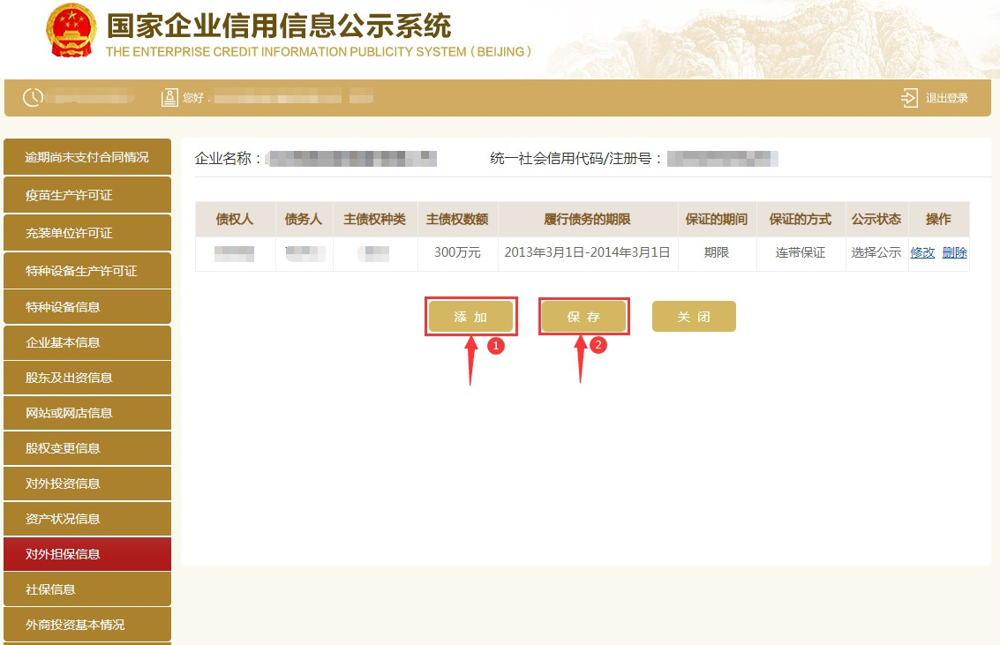 国家企业信用信息公示系统
THE ENTERPRISE CREDIT INFORMATION PUBLICITY SYSTEM ( BEIJING )
您好 .
退出登录
逾期尚未支付合同情况
疫苗生产许可证
充装单位许可证
特种设备生产许可证
特种设备信息
企业基本信息
股东及出资信息
网站或网店信息
股权变更信息
对外投资信息
资产状况信息
对外担保信息
社保信息
外商投资基本情况
企业名称： 统一社会信用代码/注册号：
债权人 债务人 主债权种类 主债权数额 履行债务的期限 保证的期间 保证的方式 公示状态 操作
300万元 2013年3月1日-2014年3月1日 期限 连带保证 选择公示 修改 删除
添 加 保 存 关 闭
1 2